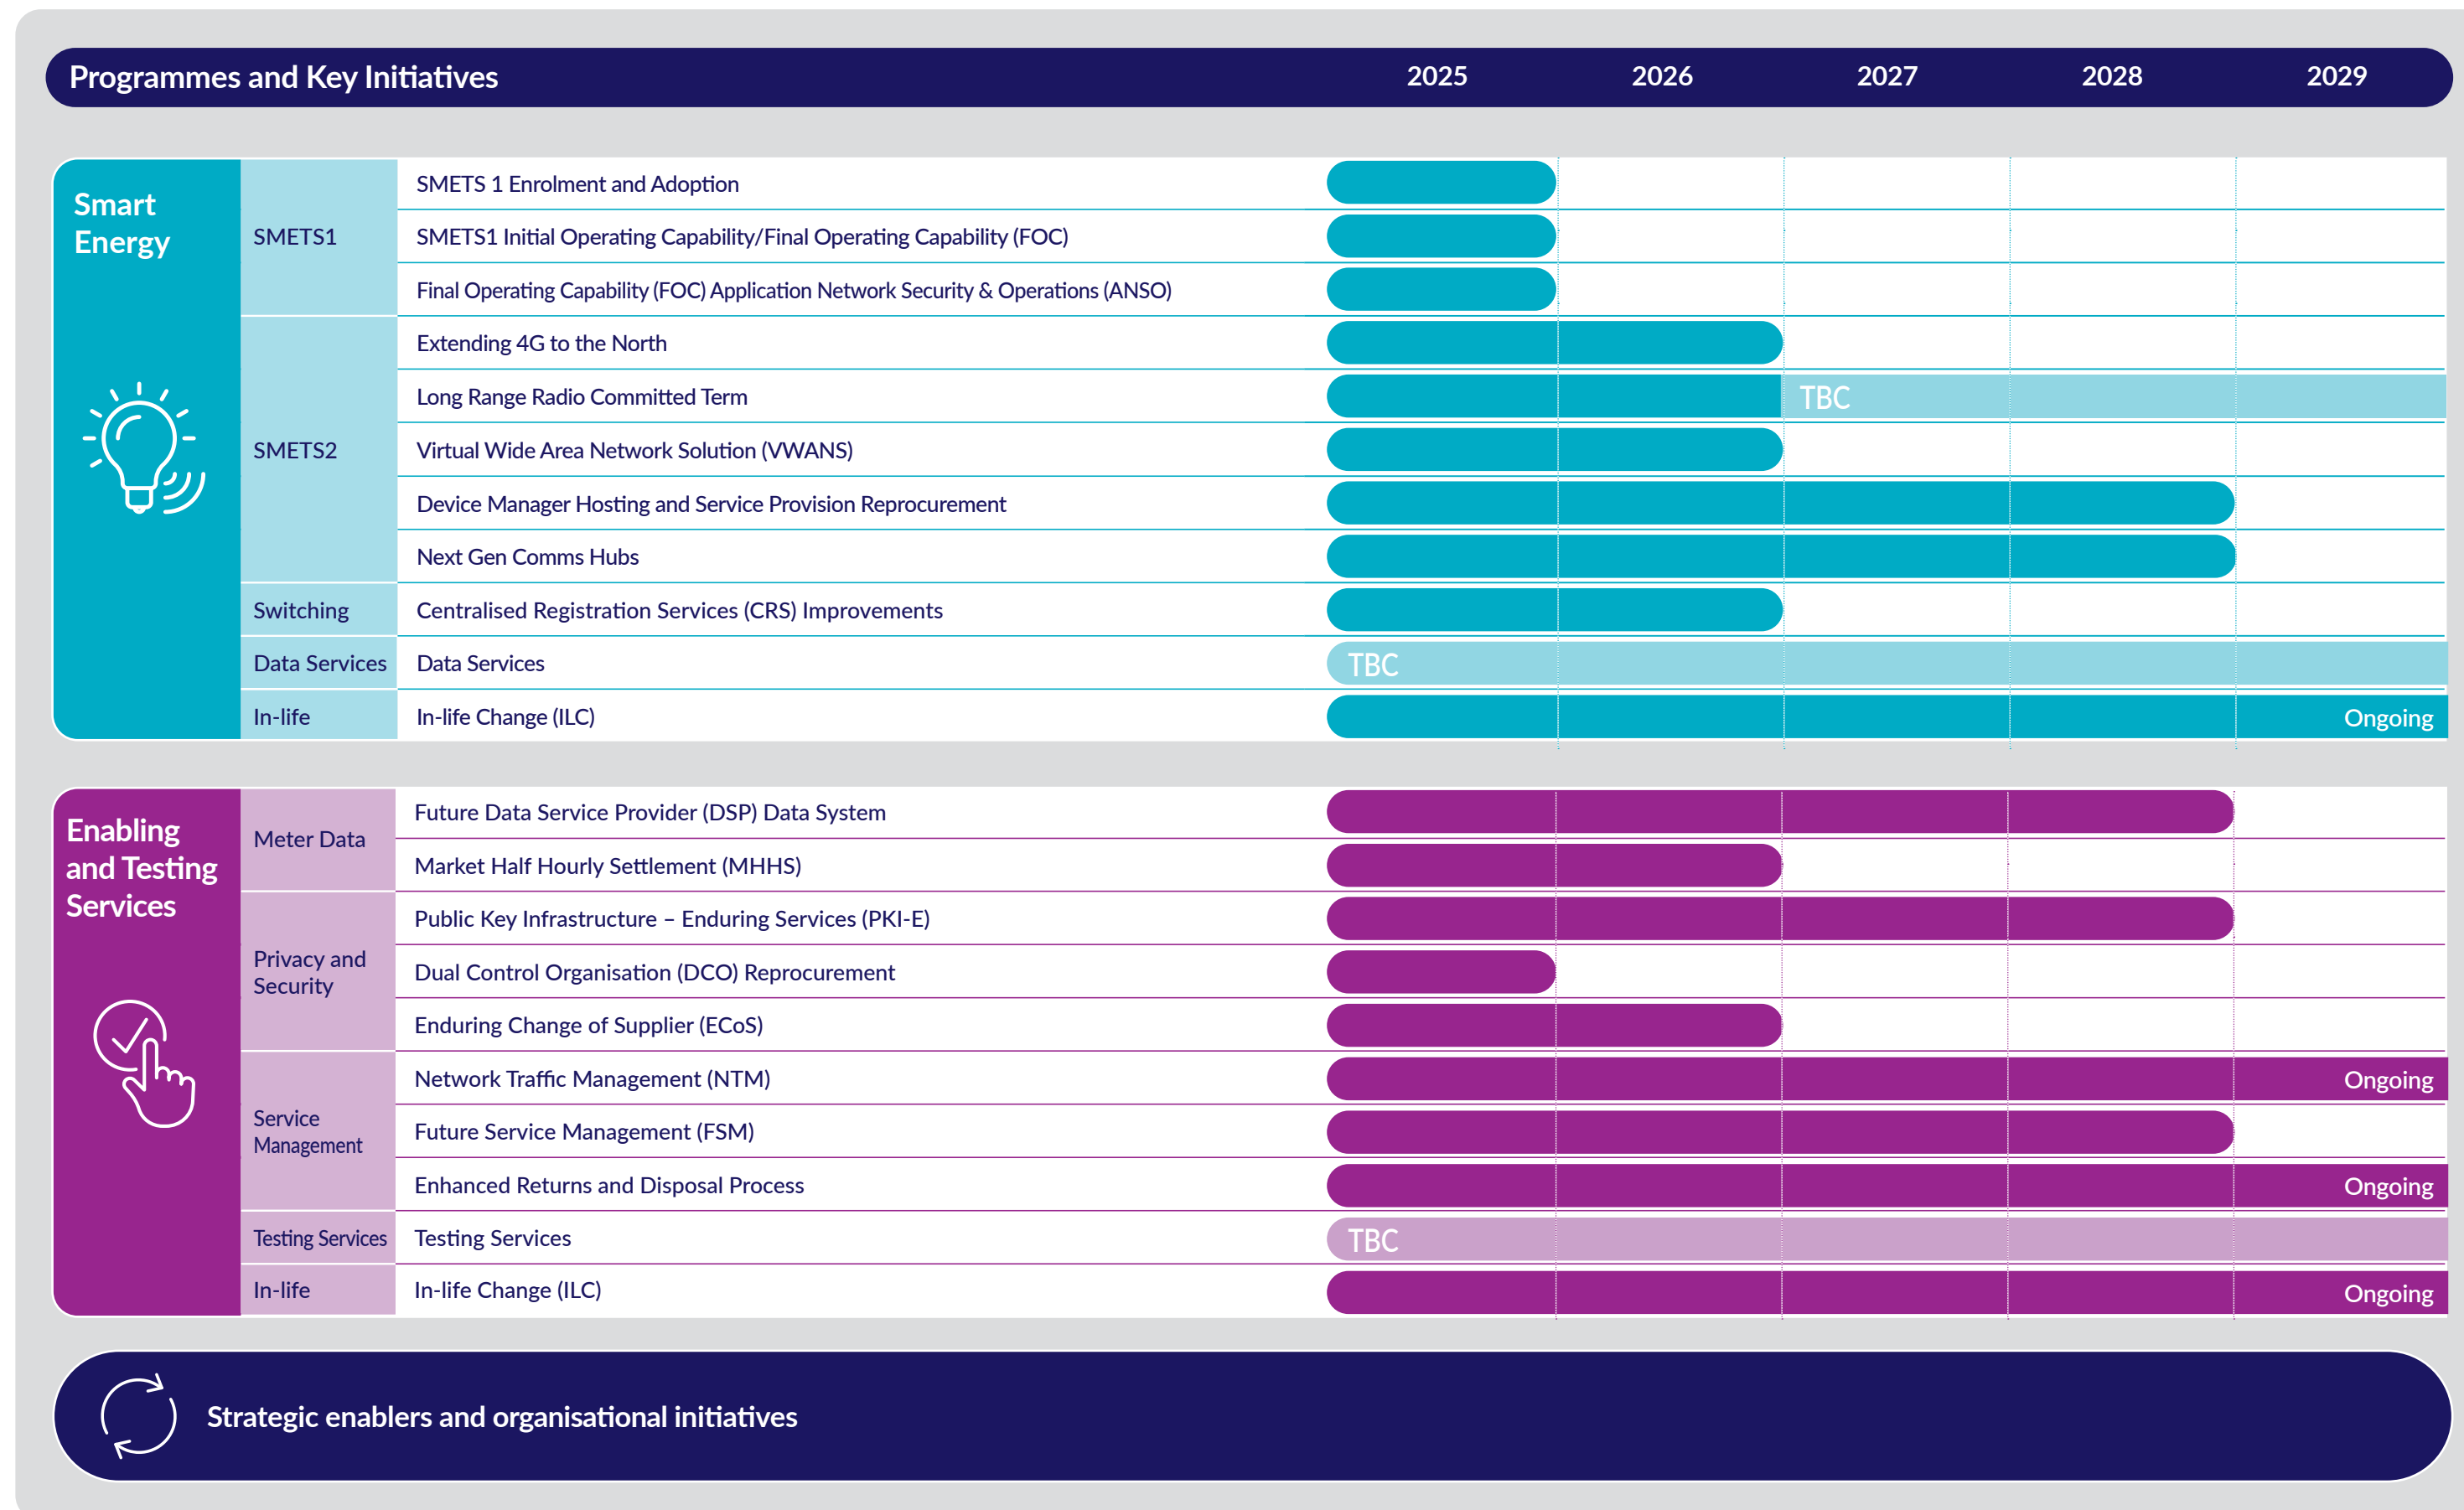 Programmes and Key Initiatives 2025 2026 2027 2028 2029
Smart
Energy
SMETS1
SMETS 1 Enrolment and Adoption
SMETS1 Initial Operating Capability/Final Operating Capability (FOC)
Final Operating Capability (FOC) Application Network Security & Operations (ANSO)
SMETS2
Extending 4G to the North
Long Range Radio Committed Term TBC
Virtual Wide Area Network Solution (VWANS)
Device Manager Hosting and Service Provision Reprocurement
Next Gen Comms Hubs
Switching Centralised Registration Services (CRS) Improvements
Data Services Data Services TBC
In-life In-life Change (ILC) Ongoing
Enabling
and Testing
Services
Meter Data
Future Data Service Provider (DSP) Data System
Market Half Hourly Settlement (MHHS)
Privacy and
Security
Public Key Infrastructure – Enduring Services (PKI-E)
Dual Control Organisation (DCO) Reprocurement
Enduring Change of Supplier (ECoS)
Service
Management
Network Traffic Management (NTM) Ongoing
Future Service Management (FSM)
Enhanced Returns and Disposal Process Ongoing
Testing Services Testing Services TBC
In-life In-life Change (ILC) Ongoing
Strategic enablers and organisational initiatives